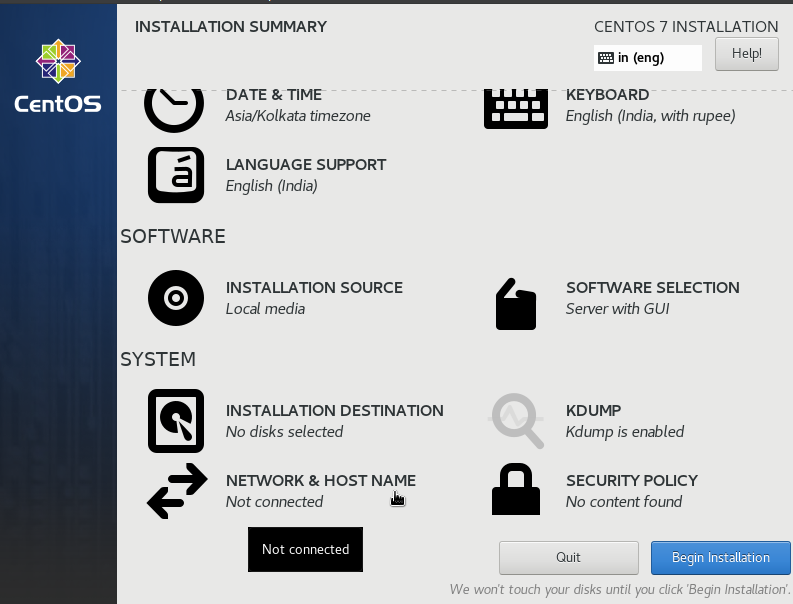 INSTALLATION SUMMARY
CENTOS 7 INSTALLATION
in (eng)
Help!
CentOS
DATE & TIME
Asia/Kolkata timezone
KEYBOARD
English (India, with rupee)
LANGUAGE SUPPORT
English (India)
SOFTWARE
INSTALLATION SOURCE
Local media
SOFTWARE SELECTION
Server with GUI
SYSTEM
INSTALLATION DESTINATION
No disks selected
KDUMP
Kdump is enabled
NETWORK & HOST NAME
Not connected
SECURITY POLICY
No content found
Not connected
Quit
Begin Installation
We won't touch your disks until you click 'Begin Installation'.